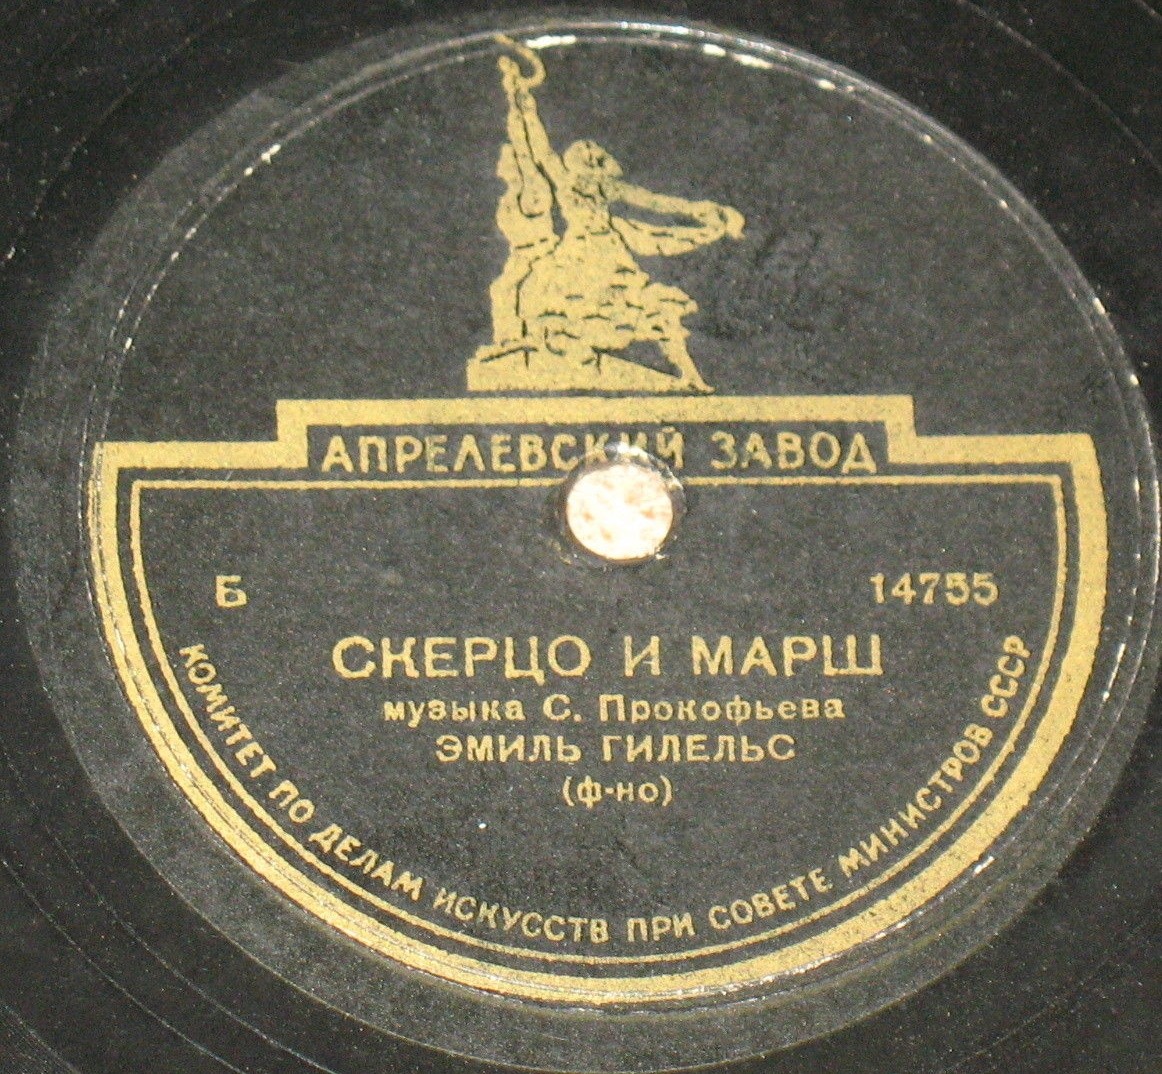 АПРЕЛЕВСКИЙ ЗАВОД
Б 14755
СКЕРЦО И МАРШ
музыка С. Прокофьева
ЭМИЛЬ ГИЛЕЛЬС
(ф-но)
КОМИТЕТ ПО ДЕЛАМ ИСКУССТВ ПРИ СОВЕТЕ МИНИСТРОВ СССР